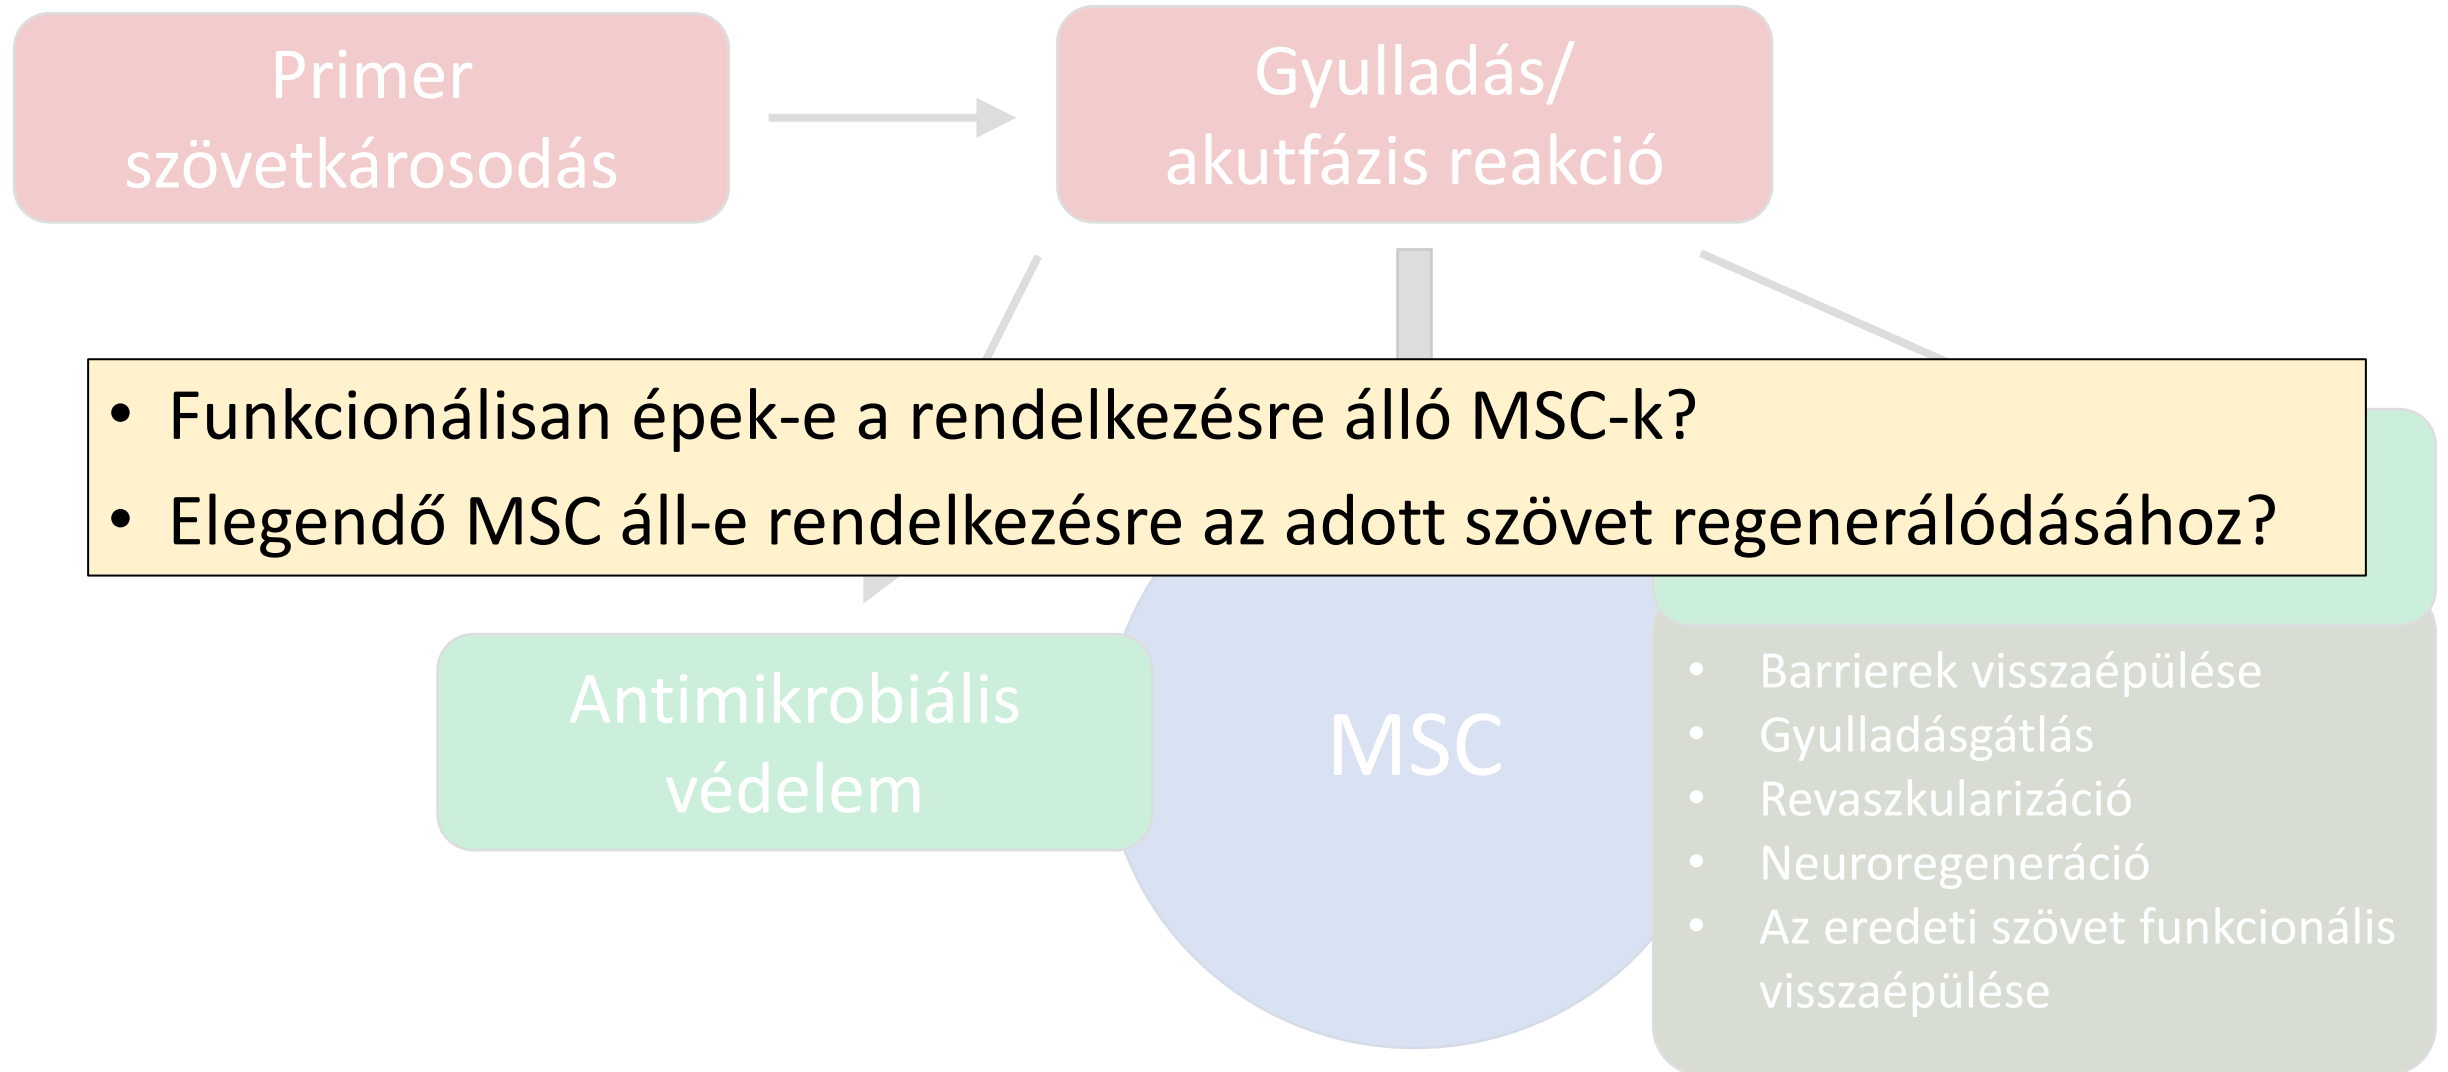 Primer
szövetkárosodás
Gyulladás/
akutfázis reakció
• Funkcionálisan épek-e a rendelkezésre álló MSC-k?
• Elegendő MSC áll-e rendelkezésre az adott szövet regenerálódásához?
Antimikrobiális
védelem
MSC
• Barrierek visszaépülése
• Gyulladásgátlás
• Revaszkularizáció
• Neuroregeneráció
• Az eredeti szövet funkcionális
visszaépülése